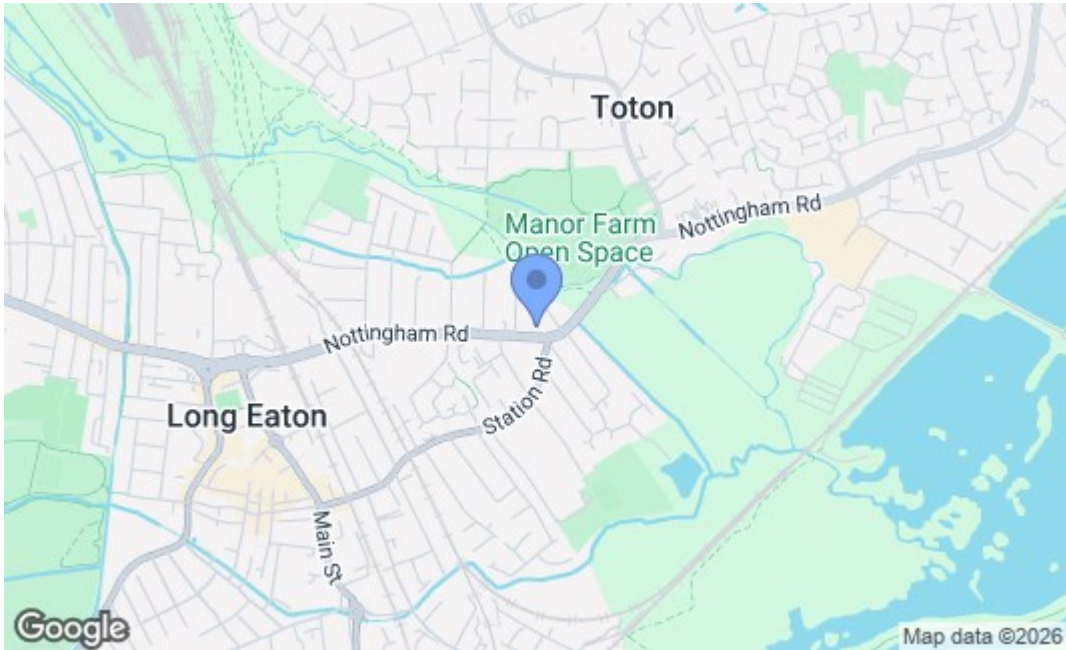 Toton
Nottingham Rd
Manor Farm
Open Space
Nottingham Rd
Station Rd
Long Eaton
Main St
Google
Map data ©2026